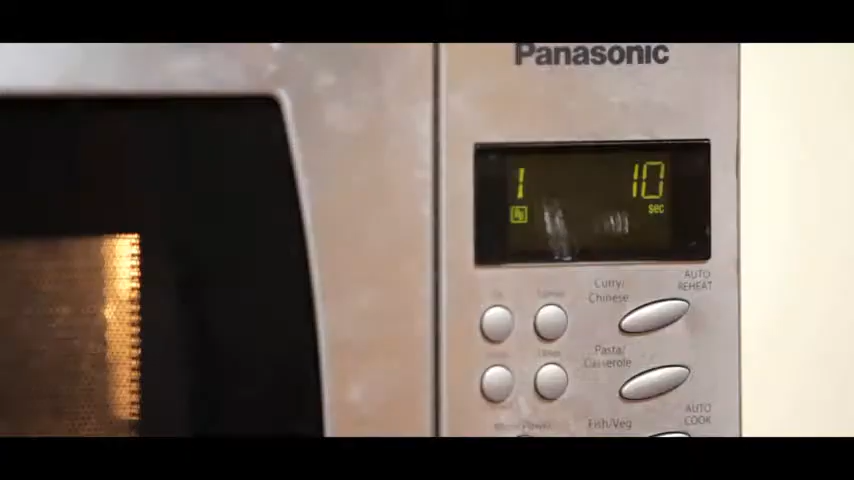 Panasonic
1 10
sec
AUTO
REHEAT
Curry/
Chinese
Pasta/
Casserole
AUTO
COOK
Fish/Veg